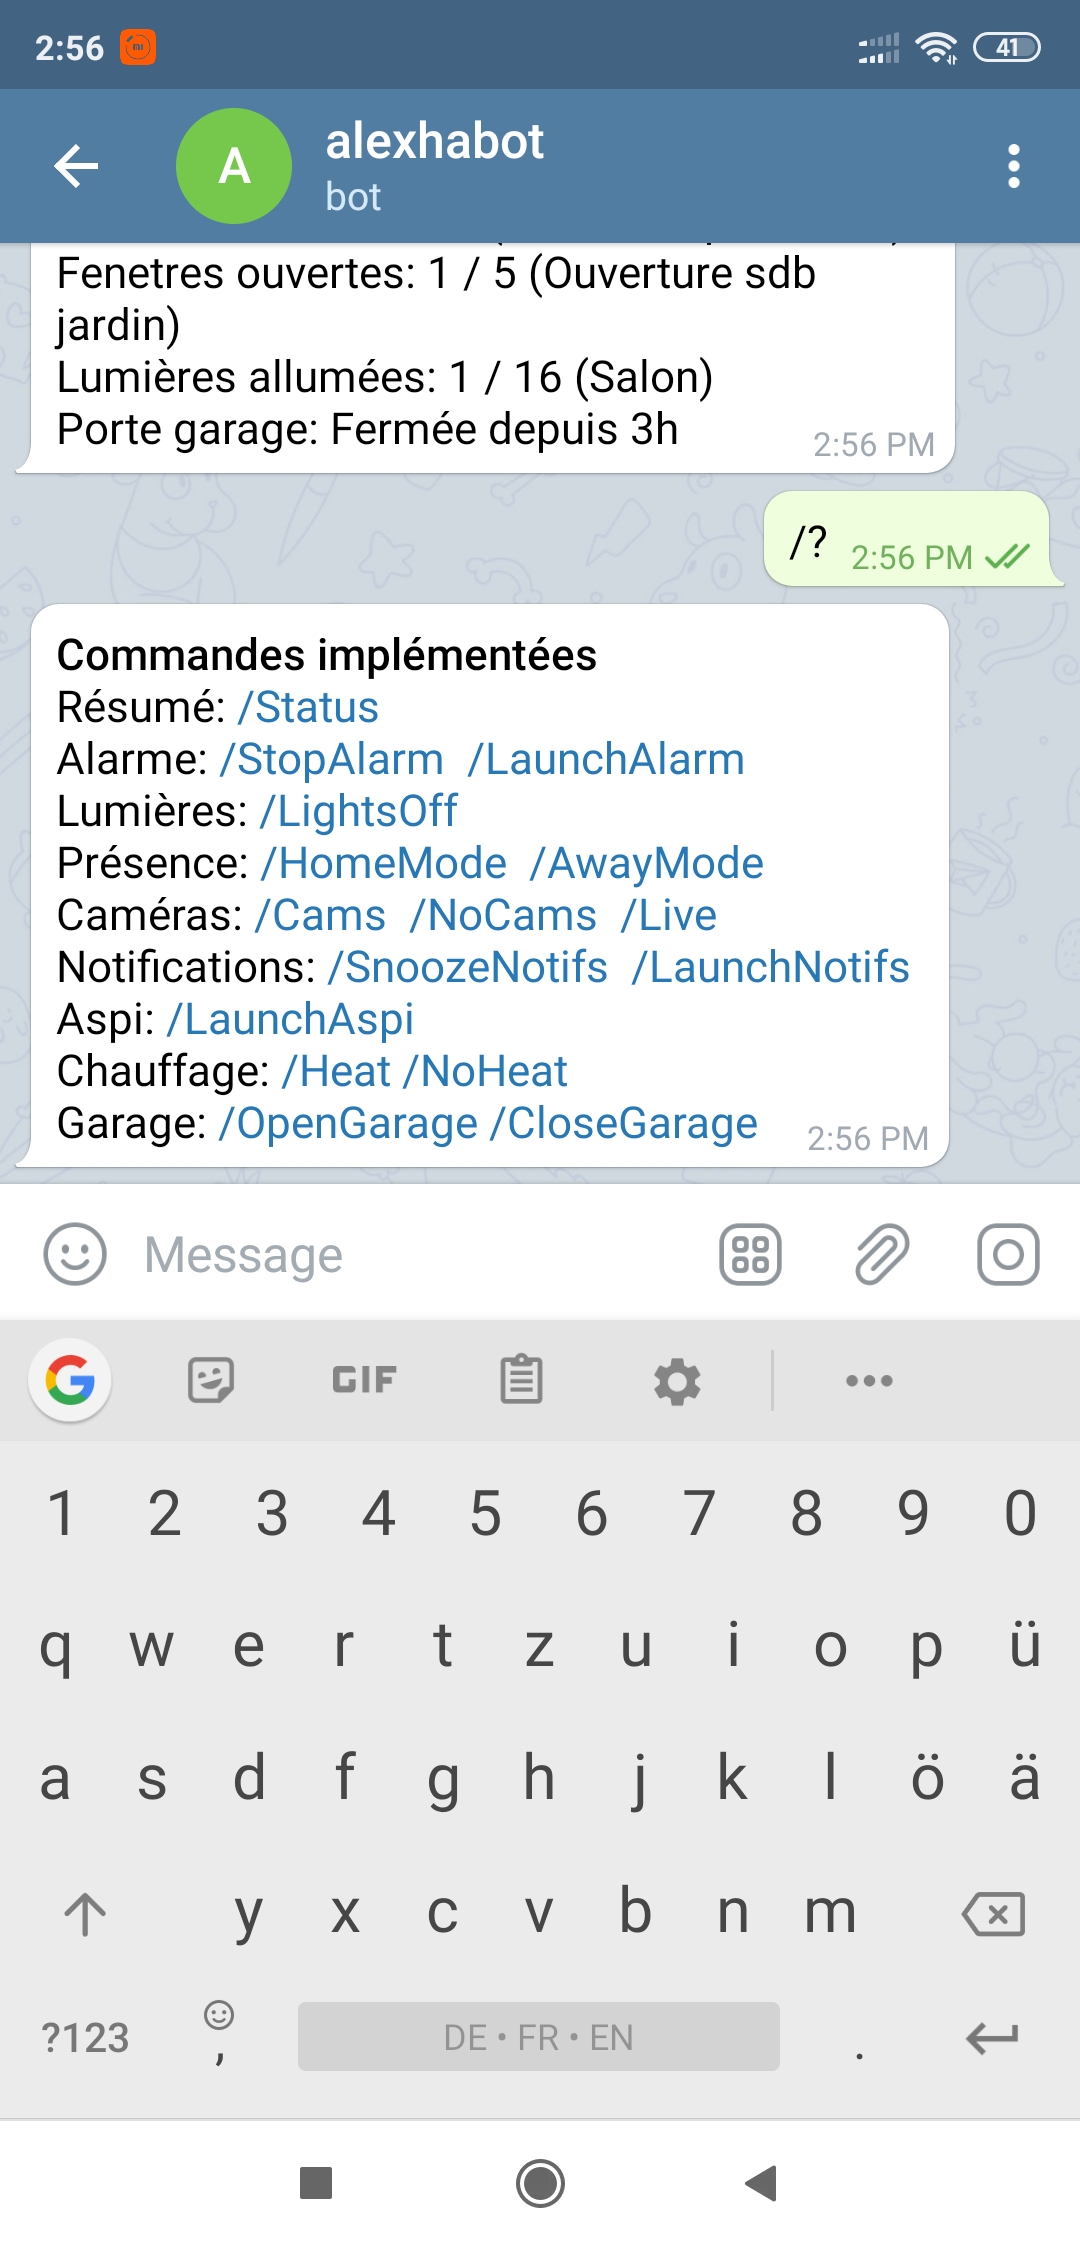 2:56
41
A
alexhabot
bot
Fenetres ouvertes: 1 / 5 (Ouverture sdb
jardin)
Lumières allumées: 1 / 16 (Salon)
Porte garage: Fermée depuis 3h
2:56 PM
/?
2:56 PM
Commandes implémentées
Résumé: /Status
Alarme: /StopAlarm /LaunchAlarm
Lumières: /LightsOff
Présence: /HomeMode /AwayMode
Caméras: /Cams /NoCams /Live
Notifications: /SnoozeNotifs /LaunchNotifs
Aspi: /LaunchAspi
Chauffage: /Heat /NoHeat
Garage: /OpenGarage /CloseGarage
2:56 PM
Message
GIF
1 2 3 4 5 6 7 8 9 0
q w e r t z u i o p ü
a s d f g h j k l ö ä
y x c v b n m
?123 , DE • FR • EN .